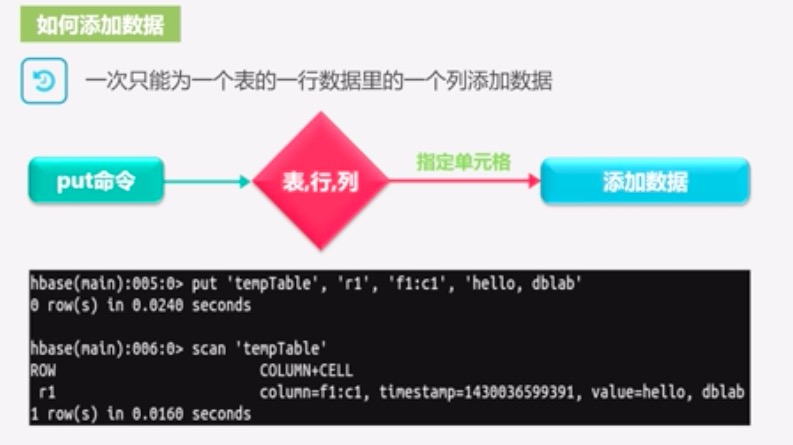 如何添加数据
一次只能为一个表的一行数据里的一个列添加数据
put命令
表,行,列
指定单元格
添加数据
hbase(main):005:0> put 'tempTable', 'r1', 'f1:c1', 'hello, dblab'
0 row(s) in 0.0240 seconds
hbase(main):006:0> scan 'tempTable'
ROW COLUMN+CELL
r1 column=f1:c1, timestamp=1430036599391, value=hello, dblab
1 row(s) in 0.0160 seconds